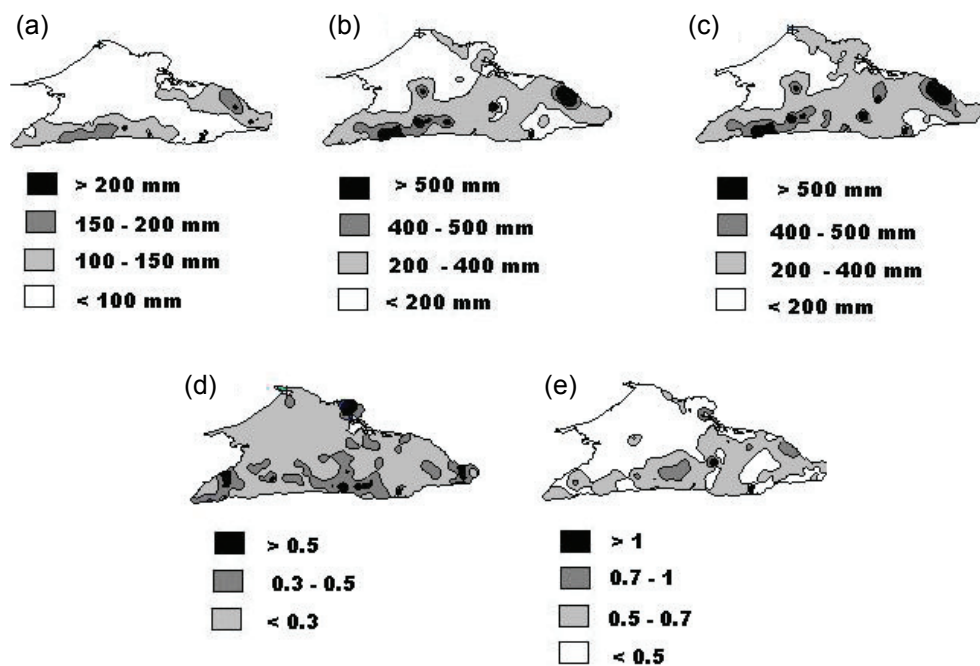 (a)
> 200 mm
150 - 200 mm
100 - 150 mm
< 100 mm
(b)
> 500 mm
400 - 500 mm
200 - 400 mm
< 200 mm
(c)
> 500 mm
400 - 500 mm
200 - 400 mm
< 200 mm
(d)
> 0.5
0.3 - 0.5
< 0.3
(e)
> 1
0.7 - 1
0.5 - 0.7
< 0.5